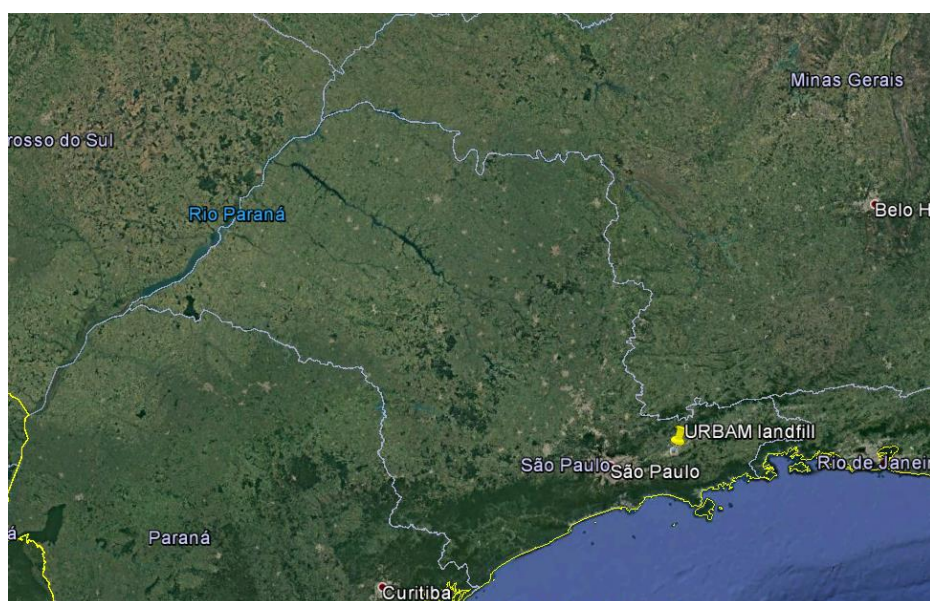 Minas Gerais
rosso do Sul
Belo H
Rio Paraná
URBAM landfill
São Paulo
São Paulo
Rio de Janeir
á
Paraná
Curitiba